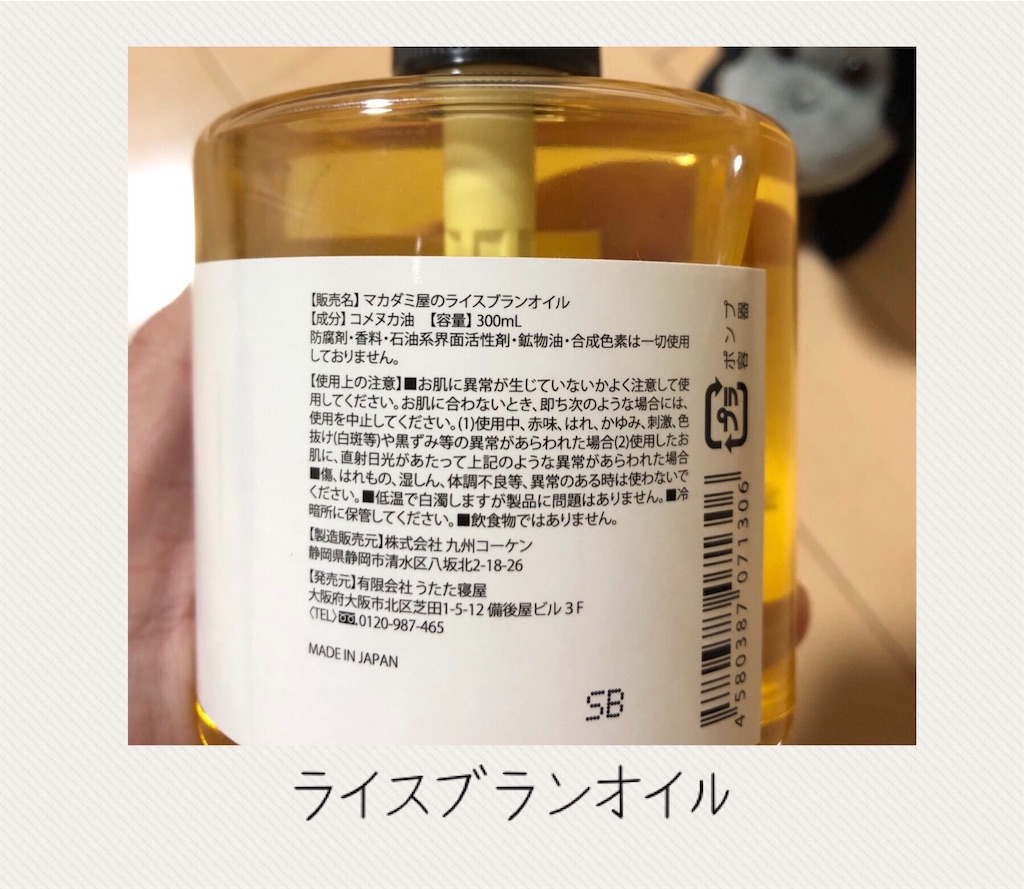 【販売名】マカダミ屋のライスブランオイル
【成分】コメヌカ油 【容量】300mL
防腐剤・香料・石油系界面活性剤・鉱物油・合成色素は一切使用
しておりません。
【使用上の注意】■お肌に異常が生じていないかよく注意して使
用してください。お肌に合わないとき、即ち次のような場合には、
使用を中止してください。(1)使用中、赤味、はれ、かゆみ、刺激、色
抜け(白斑等)や黒ずみ等の異常があらわれた場合(2)使用したお
肌に、直射日光があたって上記のような異常があらわれた場合
■傷、はれもの、湿しん、体調不良等、異常のある時は使わないで
ください。■低温で白濁しますが製品に問題はありません。■冷
暗所に保管してください。■飲食物ではありません。
【製造販売元】株式会社 九州コーケン
静岡県静岡市清水区八坂北2-18-26
【発売元】有限会社 うたた寝屋
大阪府大阪市北区芝田1-5-12 備後屋ビル 3F
〈TEL〉0120-987-465
MADE IN JAPAN
SB
ポンプ
容器
プラ
4580387071306
ライスブランオイル